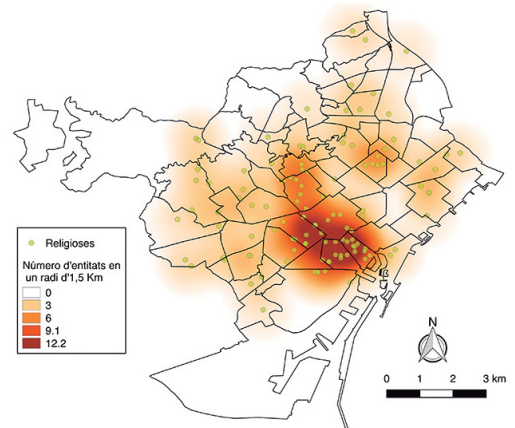 Religioses
Número d'entitats en
un radi d'1,5 Km
0
3
6
9.1
12.2
N
0 1 2 3 km